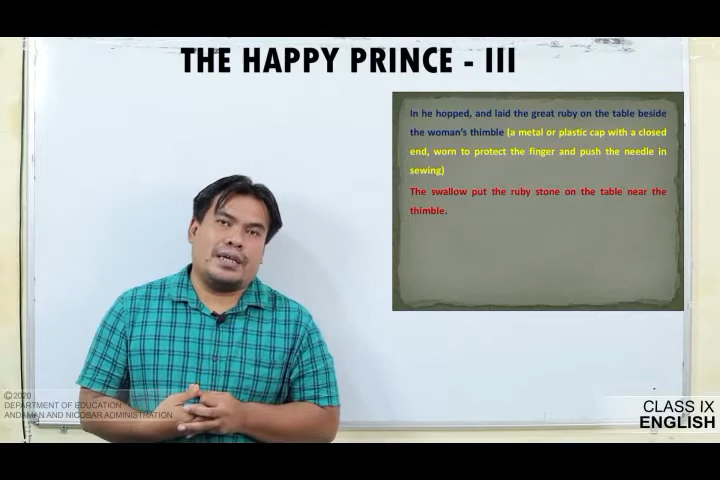 THE HAPPY PRINCE - III
In he hopped, and laid the great ruby on the table beside
the woman's thimble (a metal or plastic cap with a closed
end, worn to protect the finger and push the needle in
sewing)
The swallow put the ruby stone on the table near the
thimble.
©2020
DEPARTMENT OF EDUCATION
ANDAMAN AND NICOBAR ADMINISTRATION
CLASS IX
ENGLISH